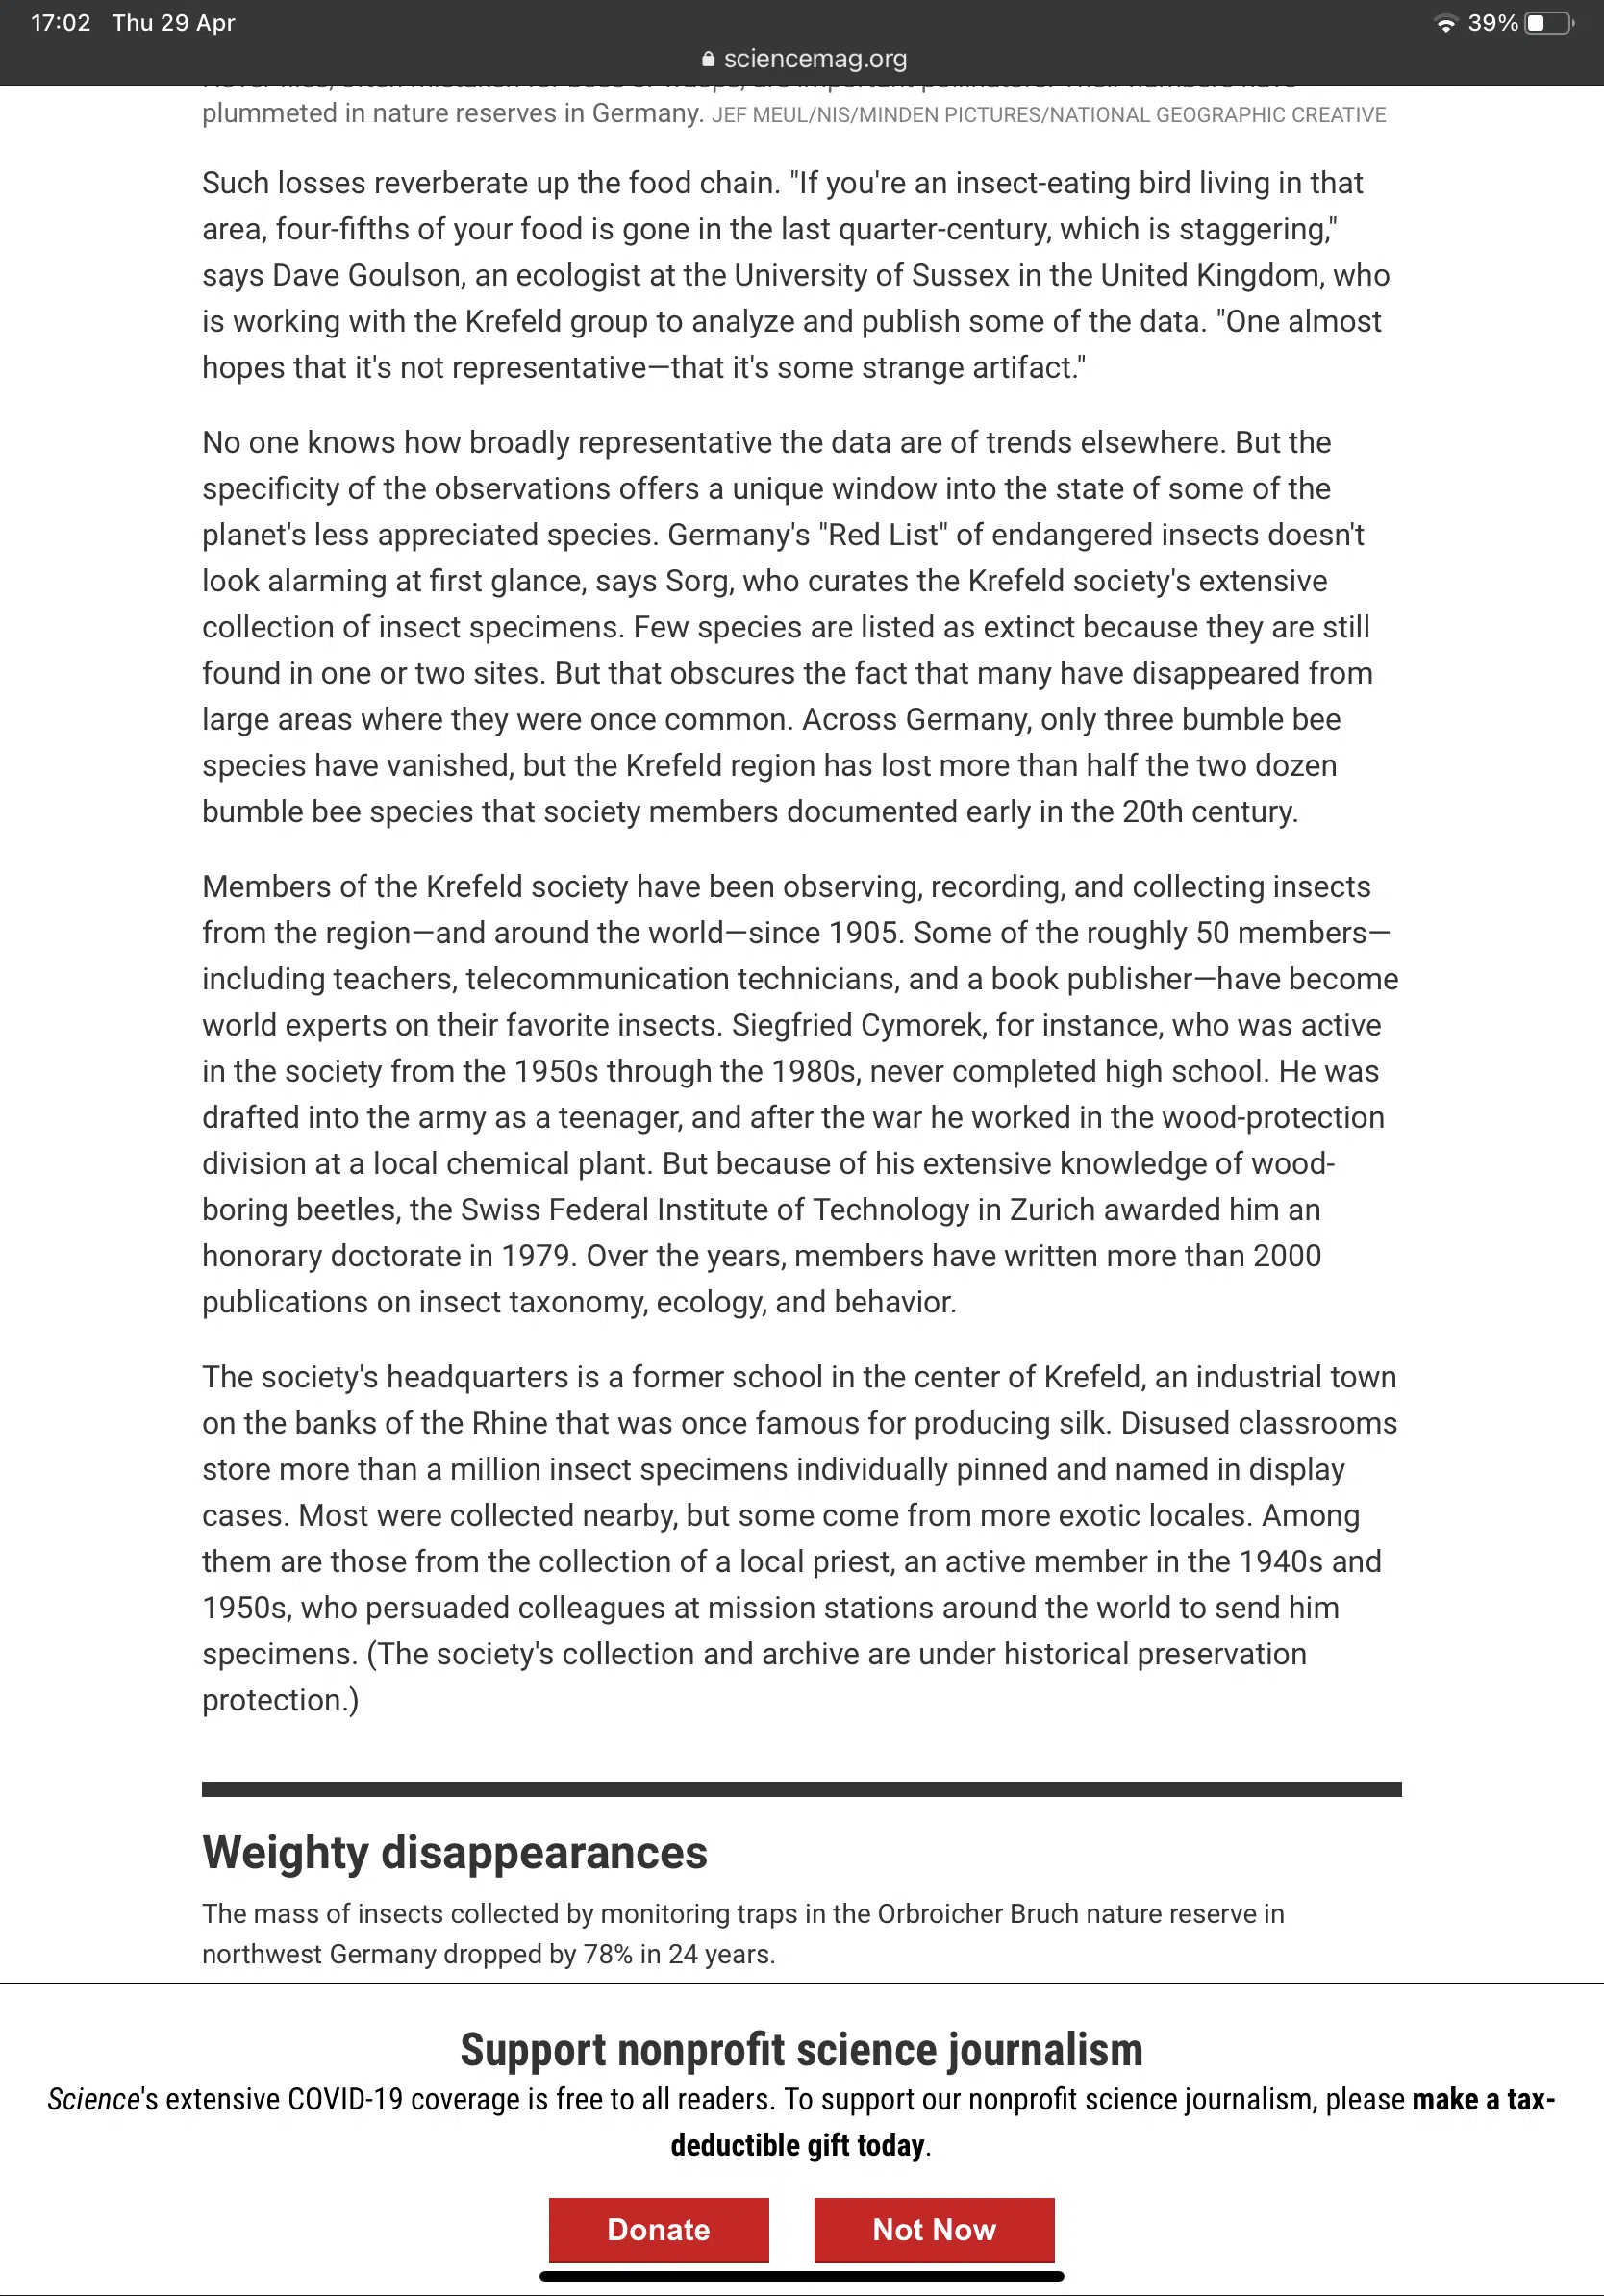 17:02 Thu 29 Apr
39%
sciencemag.org
plummeted in nature reserves in Germany. JEF MEUL/NIS/MINDEN PICTURES/NATIONAL GEOGRAPHIC CREATIVE
Such losses reverberate up the food chain. "If you're an insect-eating bird living in that
area, four-fifths of your food is gone in the last quarter-century, which is staggering,"
says Dave Goulson, an ecologist at the University of Sussex in the United Kingdom, who
is working with the Krefeld group to analyze and publish some of the data. "One almost
hopes that it's not representative—that it's some strange artifact."
No one knows how broadly representative the data are of trends elsewhere. But the
specificity of the observations offers a unique window into the state of some of the
planet's less appreciated species. Germany's "Red List" of endangered insects doesn't
look alarming at first glance, says Sorg, who curates the Krefeld society's extensive
collection of insect specimens. Few species are listed as extinct because they are still
found in one or two sites. But that obscures the fact that many have disappeared from
large areas where they were once common. Across Germany, only three bumble bee
species have vanished, but the Krefeld region has lost more than half the two dozen
bumble bee species that society members documented early in the 20th century.
Members of the Krefeld society have been observing, recording, and collecting insects
from the region—and around the world—since 1905. Some of the roughly 50 members—
including teachers, telecommunication technicians, and a book publisher—have become
world experts on their favorite insects. Siegfried Cymorek, for instance, who was active
in the society from the 1950s through the 1980s, never completed high school. He was
drafted into the army as a teenager, and after the war he worked in the wood-protection
division at a local chemical plant. But because of his extensive knowledge of wood-
boring beetles, the Swiss Federal Institute of Technology in Zurich awarded him an
honorary doctorate in 1979. Over the years, members have written more than 2000
publications on insect taxonomy, ecology, and behavior.
The society's headquarters is a former school in the center of Krefeld, an industrial town
on the banks of the Rhine that was once famous for producing silk. Disused classrooms
store more than a million insect specimens individually pinned and named in display
cases. Most were collected nearby, but some come from more exotic locales. Among
them are those from the collection of a local priest, an active member in the 1940s and
1950s, who persuaded colleagues at mission stations around the world to send him
specimens. (The society's collection and archive are under historical preservation
protection.)
Weighty disappearances
The mass of insects collected by monitoring traps in the Orbroicher Bruch nature reserve in
northwest Germany dropped by 78% in 24 years.
Support nonprofit science journalism
Science's extensive COVID-19 coverage is free to all readers. To support our nonprofit science journalism, please make a tax-
deductible gift today.
Donate
Not Now